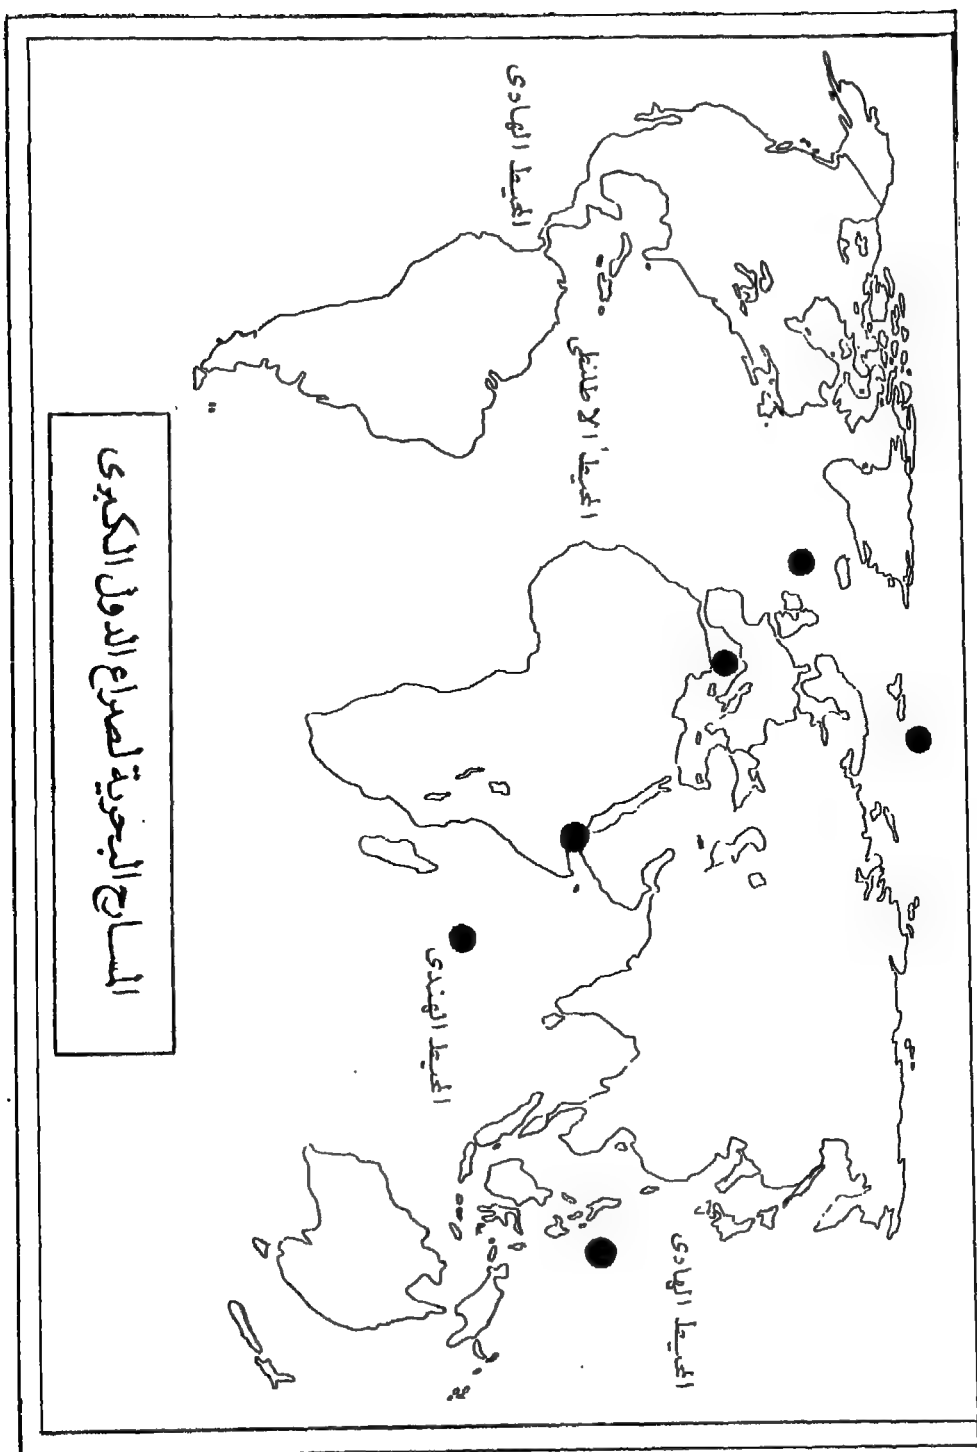 المحيط الهادى
المحيط الأطلنطى
المحيط الهندى
المحيط الهادى
المسارح البحرية لصراع الدول الكبرى